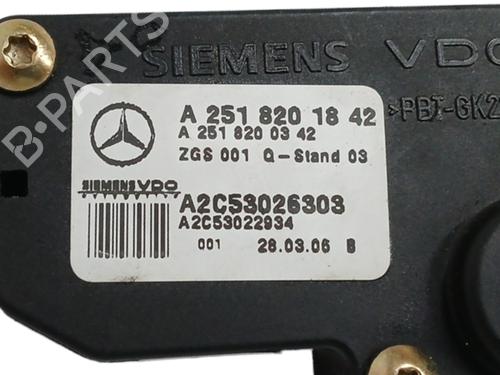 SIEMENS VDO
>PBT-GK2
A 251 820 18 42
A 251 820 03 42
ZGS 001 Q-Stand 03
SIEMENS VDO
A2C53026303
A2C53022934
001 28.03.06 B
B-Parts